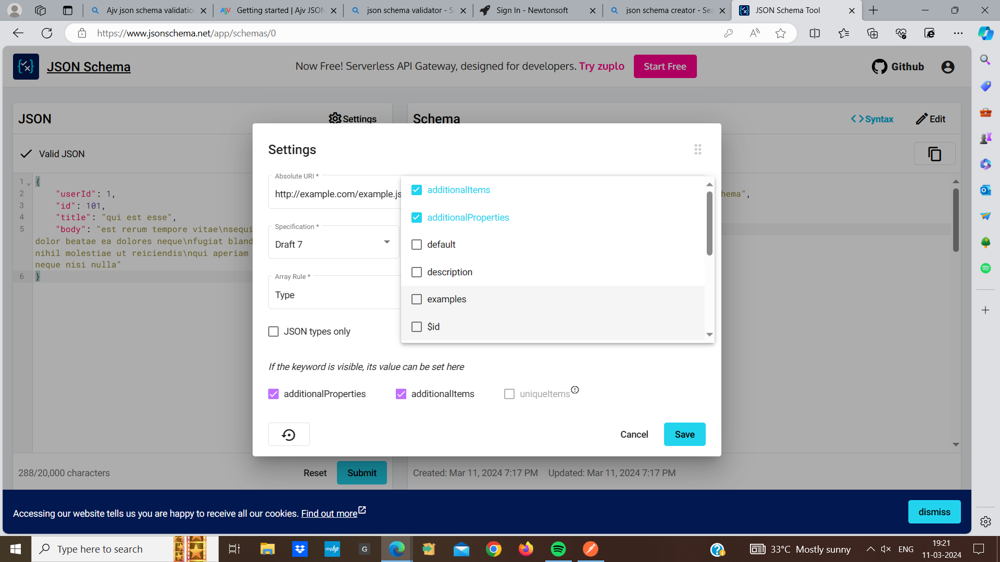 Ajv json schema validatio
Getting started | Ajv JSON
json schema validator - S
Sign In - Newtonsoft
json schema creator - Sea
JSON Schema Tool
https://www.jsonschema.net/app/schemas/0
JSON Schema
Now Free! Serverless API Gateway, designed for developers. Try zuplo
Start Free
Github
JSON
Settings
Schema
Syntax
Edit
Valid JSON
1 {
2 "userId": 1,
3 "id": 101,
4 "title": "qui est esse",
5 "body": "est rerum tempore vitae\nsequi
dolor beatae ea dolores neque\nfugiat bland
nihil molestiae ut reiciendis\nqui aperiam
neque nisi nulla"
6 }
hema",
Settings
Absolute URI *
http://example.com/example.js
Specification *
Draft 7
Array Rule *
Type
JSON types only
additionalItems
additionalProperties
default
description
examples
$id
If the keyword is visible, its value can be set here
additionalProperties
additionalItems
uniqueItems
Cancel
Save
288/20,000 characters
Reset
Submit
Created: Mar 11, 2024 7:17 PM
Updated: Mar 11, 2024 7:17 PM
Accessing our website tells us you are happy to receive all our cookies. Find out more
dismiss
Type here to search
myhp
G
33°C Mostly sunny
ENG
19:21
11-03-2024